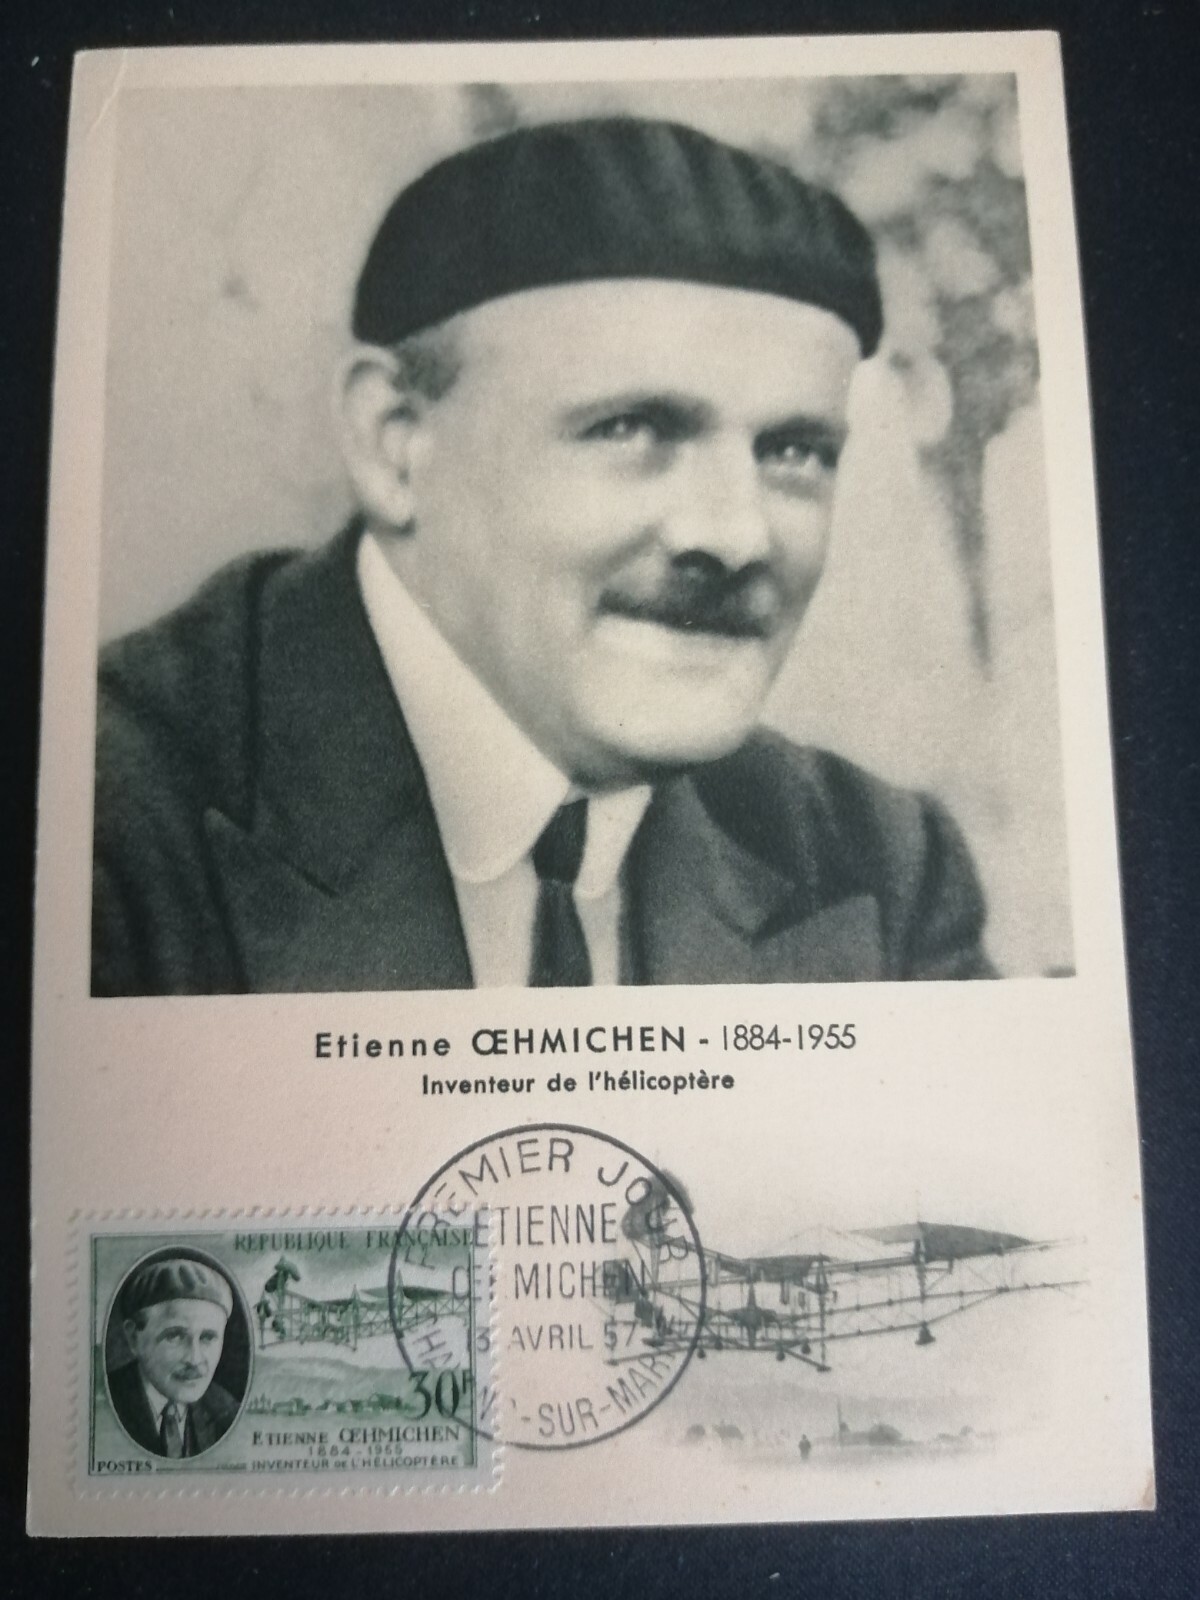 Etienne ŒHMICHEN - 1884-1955
Inventeur de l'hélicoptère
PREMIER JOUR
ETIENNE
MICHEN
13 AVRIL 57
-SUR-MARNE
REPUBLIQUE FRANÇAISE
30F
ETIENNE ŒHMICHEN
1884-1955
INVENTEUR DE L'HÉLICOPTÈRE
POSTES